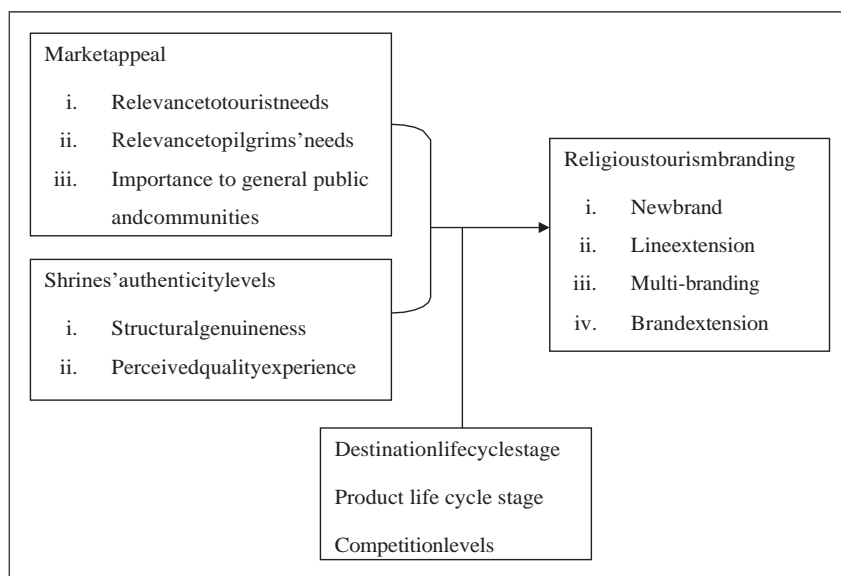 Marketappeal
i. Relevancetotouristneeds
ii. Relevancetopilgrims’needs
iii. Importance to general public
andcommunities
Shrines’authenticitylevels
i. Structuralgenuineness
ii. Perceivedqualityexperience
Religioustourismbranding
i. Newbrand
ii. Lineextension
iii. Multi-branding
iv. Brandextension
Destinationlifecyclestage
Product life cycle stage
Competitionlevels